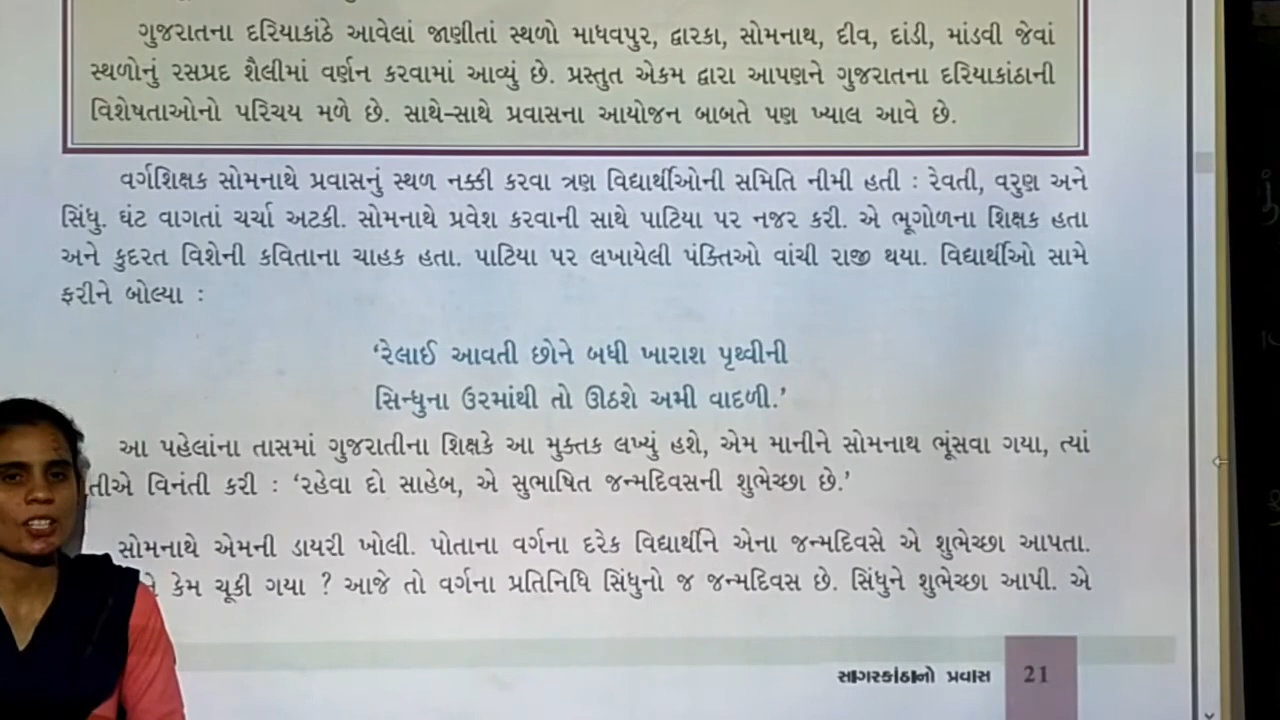 ગુજરાતના દરિયાકાંઠે આવેલાં જાણીતાં સ્થળો માધવપુર, દ્વારકા, સોમનાથ, દીવ, દાંડી, માંડવી જેવાં
સ્થળોનું રસપ્રદ શૈલીમાં વર્ણન કરવામાં આવ્યું છે. પ્રસ્તુત એકમ દ્વારા આપણને ગુજરાતના દરિયાકાંઠાની
વિશેષતાઓનો પરિચય મળે છે. સાથે-સાથે પ્રવાસના આયોજન બાબતે પણ ખ્યાલ આવે છે.
વર્ગશિક્ષક સોમનાથે પ્રવાસનું સ્થળ નક્કી કરવા ત્રણ વિદ્યાર્થીઓની સમિતિ નીમી હતી : રેવતી, વરુણ અને
સિંધુ. ઘંટ વાગતાં ચર્ચા અટકી. સોમનાથે પ્રવેશ કરવાની સાથે પાટિયા પર નજર કરી. એ ભૂગોળના શિક્ષક હતા
અને કુદરત વિશેની કવિતાના ચાહક હતા. પાટિયા પર લખાયેલી પંક્તિઓ વાંચી રાજી થયા. વિદ્યાર્થીઓ સામે
ફરીને બોલ્યા :
‘રેલાઈ આવતી છોને બધી ખારાશ પૃથ્વીની
સિન્ધુના ઉરમાંથી તો ઊઠશે અમી વાદળી.’
આ પહેલાંના તાસમાં ગુજરાતીના શિક્ષકે આ મુક્તક લખ્યું હશે, એમ માનીને સોમનાથ ભૂંસવા ગયા, ત્યાં
તીએ વિનંતી કરી : ‘રહેવા દો સાહેબ, એ સુભાષિત જન્મદિવસની શુભેચ્છા છે.’
સોમનાથે એમની ડાયરી ખોલી. પોતાના વર્ગના દરેક વિદ્યાર્થીને એના જન્મદિવસે એ શુભેચ્છા આપતા.
કેમ ચૂકી ગયા ? આજે તો વર્ગના પ્રતિનિધિ સિંધુનો જ જન્મદિવસ છે. સિંધુને શુભેચ્છા આપી. એ
સાગરકાંઠાનો પ્રવાસ 21